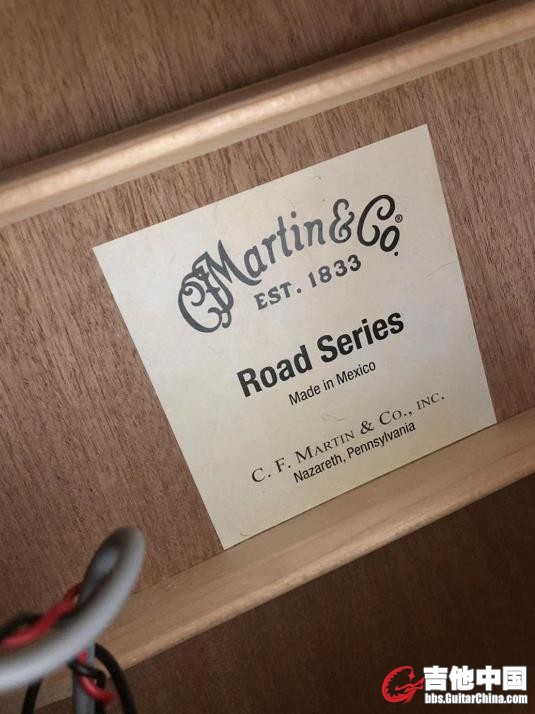 CFMartin & Co.®
EST. 1833
Road Series
Made in Mexico
C. F. MARTIN & CO., INC.
Nazareth, Pennsylvania
吉他中国
bbs.GuitarChina.com